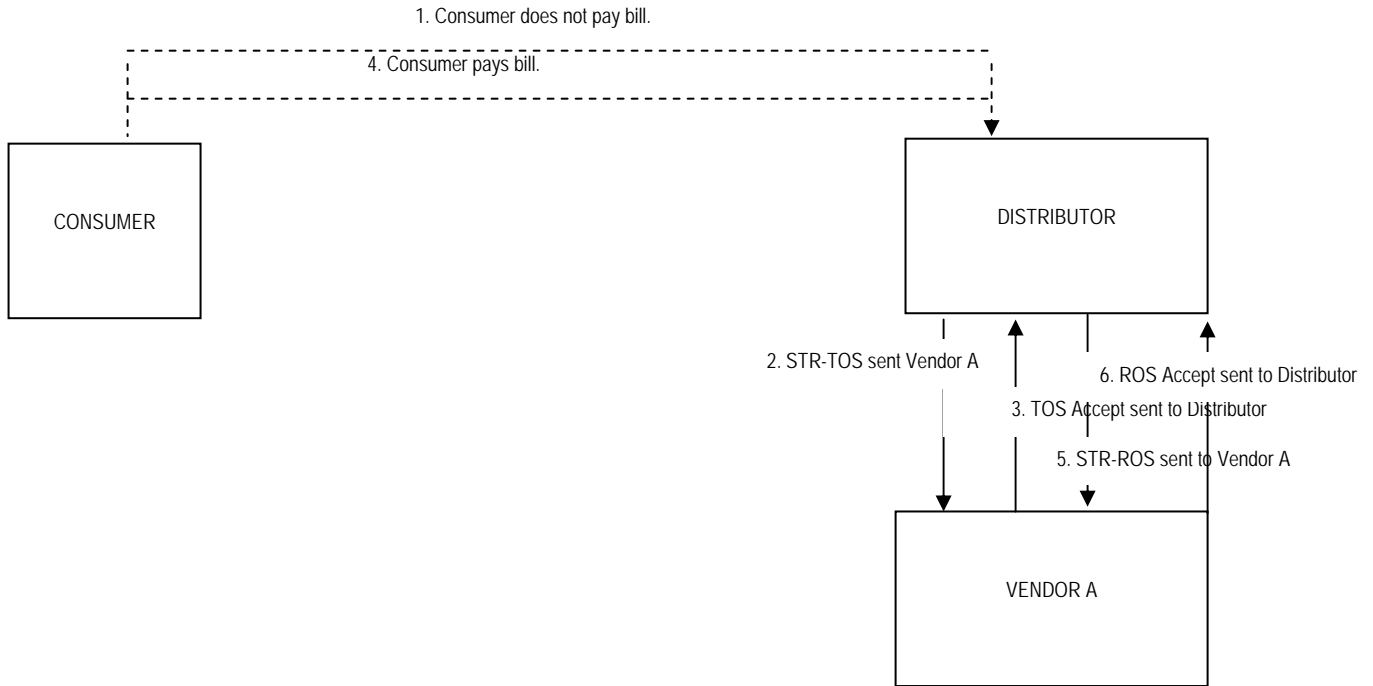 1. Consumer does not pay bill.
4. Consumer pays bill.
CONSUMER
DISTRIBUTOR
2. STR-TOS sent Vendor A
6. ROS Accept sent to Distributor
3. TOS Accept sent to Distributor
5. STR-ROS sent to Vendor A
VENDOR A